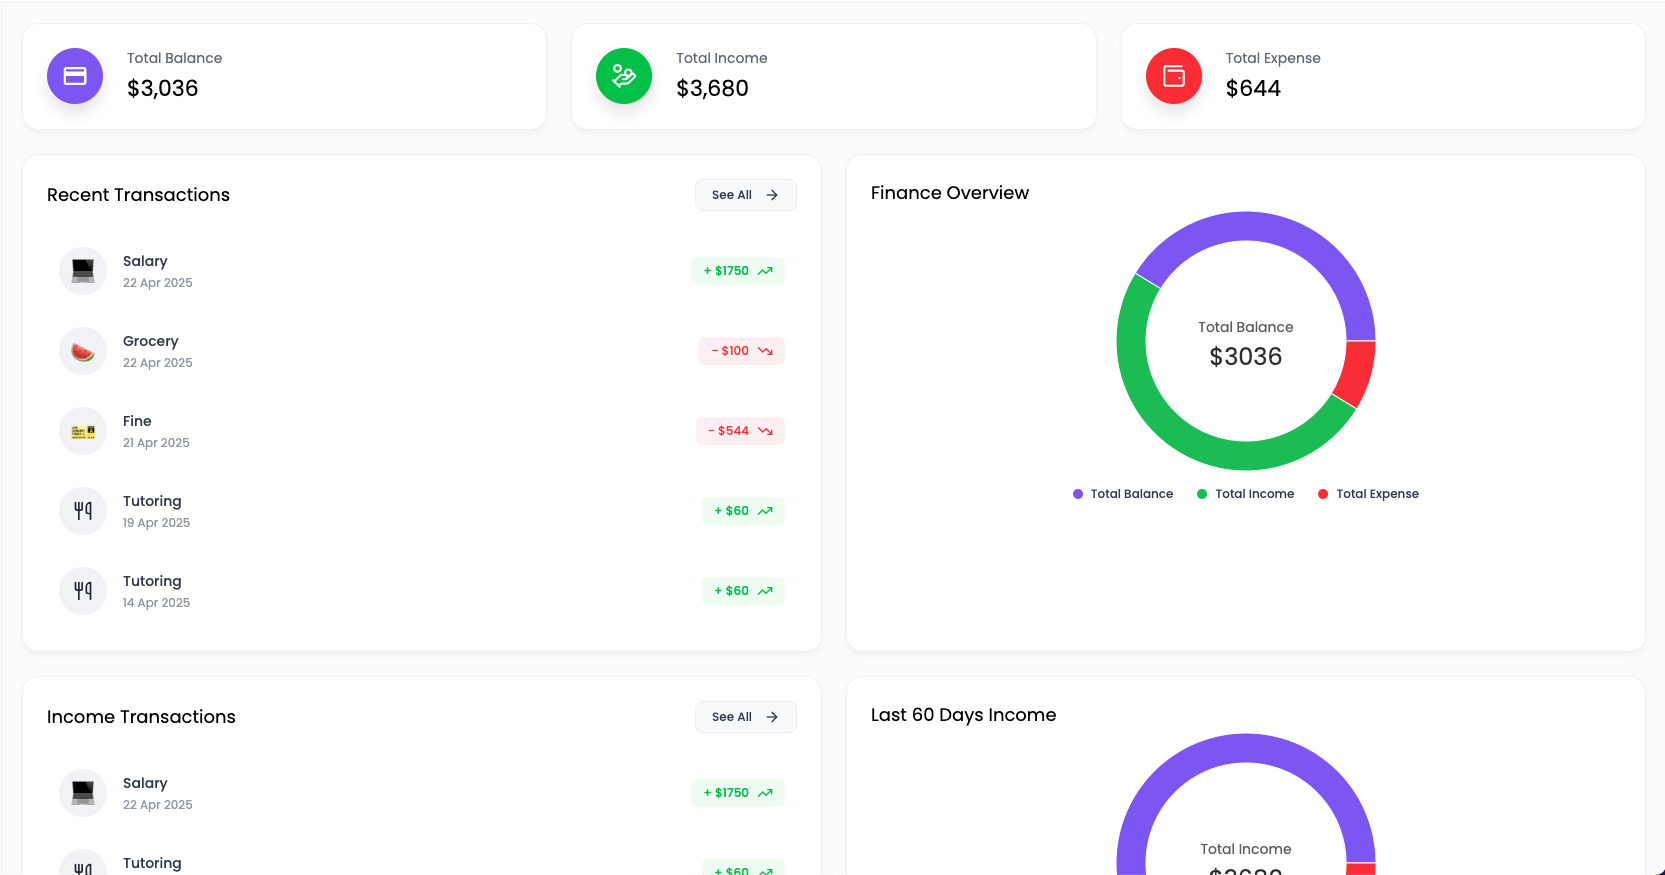 Total Balance
$3,036
Total Income
$3,680
Total Expense
$644
Recent Transactions
See All
Salary
22 Apr 2025
+ $1750
Grocery
22 Apr 2025
- $100
Fine
21 Apr 2025
- $544
Tutoring
19 Apr 2025
+ $60
Tutoring
14 Apr 2025
+ $60
Finance Overview
Total Balance
$3036
Total Balance
Total Income
Total Expense
Income Transactions
See All
Salary
22 Apr 2025
+ $1750
Tutoring
+ $60
Last 60 Days Income
Total Income
$3680